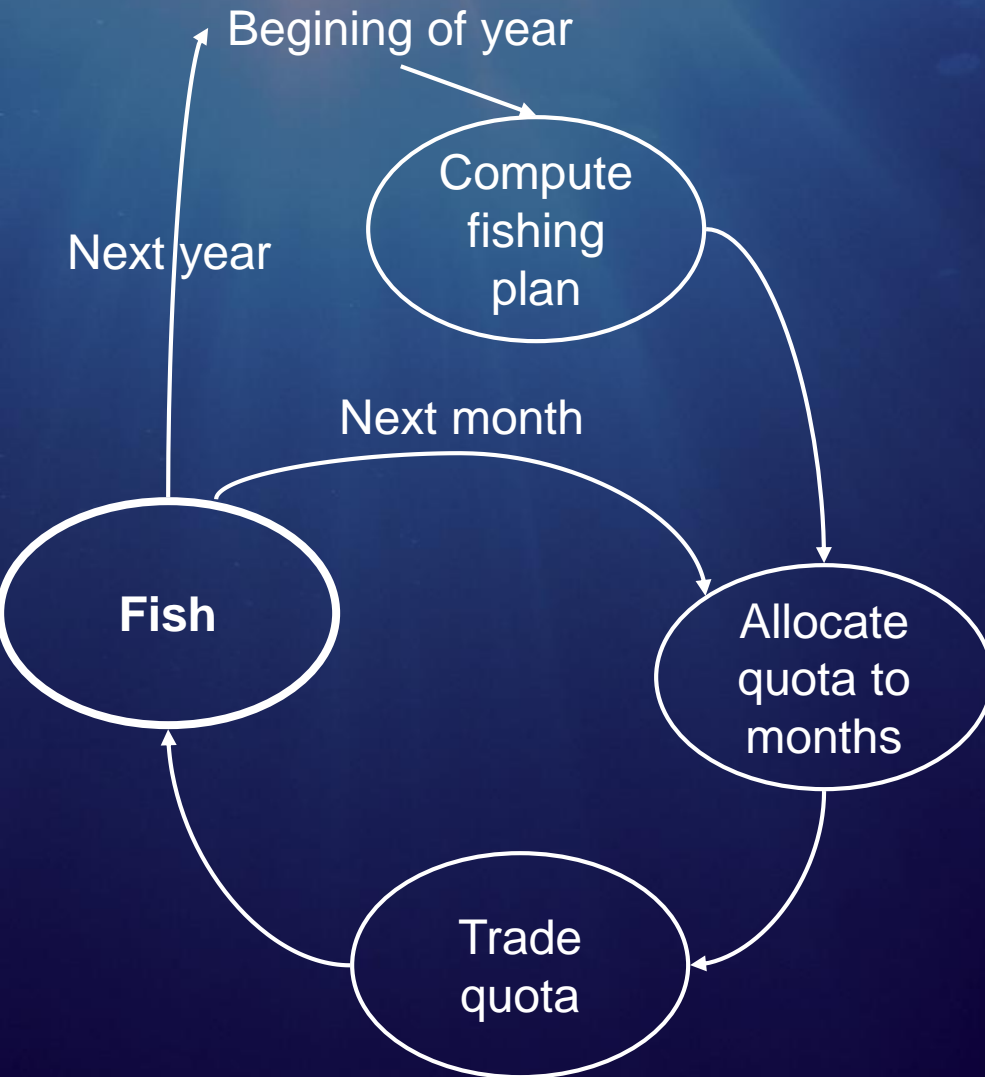 Begining of year
Compute
fishing
plan
Next year
Next month
Fish
Allocate
quota to
months
Trade
quota